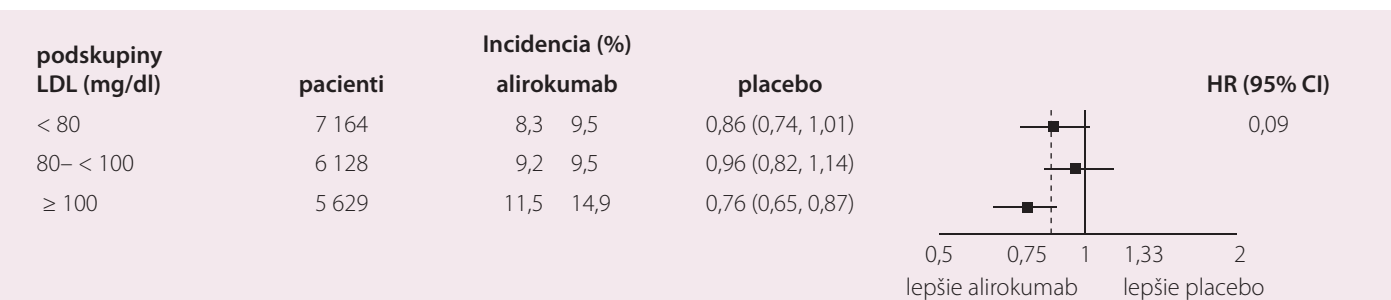 Incidencia (%)
podskupiny
LDL (mg/dl) pacienti alirokumab placebo HR (95% CI)
< 80 7 164 8,3 9,5 0,86 (0,74, 1,01) 0,09
80– < 100 6 128 9,2 9,5 0,96 (0,82, 1,14)
≥ 100 5 629 11,5 14,9 0,76 (0,65, 0,87)
0,5 0,75 1 1,33 2
lepšie alirokumab lepšie placebo